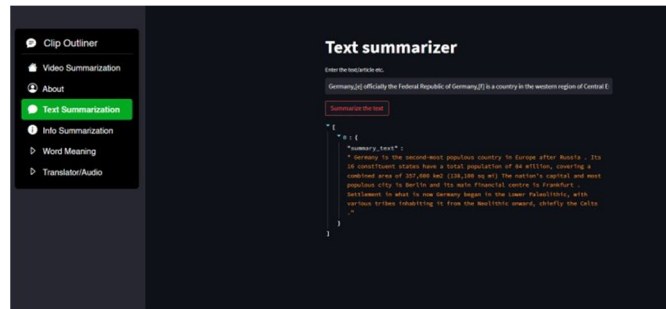 Clip Outliner
Video Summarization
About
Text Summarization
Info Summarization
Word Meaning
Translator/Audio
Text summarizer
Enter the text/article etc.
Germany,[e] officially the Federal Republic of Germany,[f] is a country in the western region of Central E
Summarize the text
[
0 : {
"summary_text" :
" Germany is the second-most populous country in Europe after Russia . Its
16 constituent states have a total population of 84 million, covering a
combined area of 357,600 km2 (138,100 sq mi) The nation's capital and most
populous city is Berlin and its main financial centre is Frankfurt .
Settlement in what is now Germany began in the Lower Paleolithic, with
various tribes inhabiting it from the Neolithic onward, chiefly the Celts
."
}
]